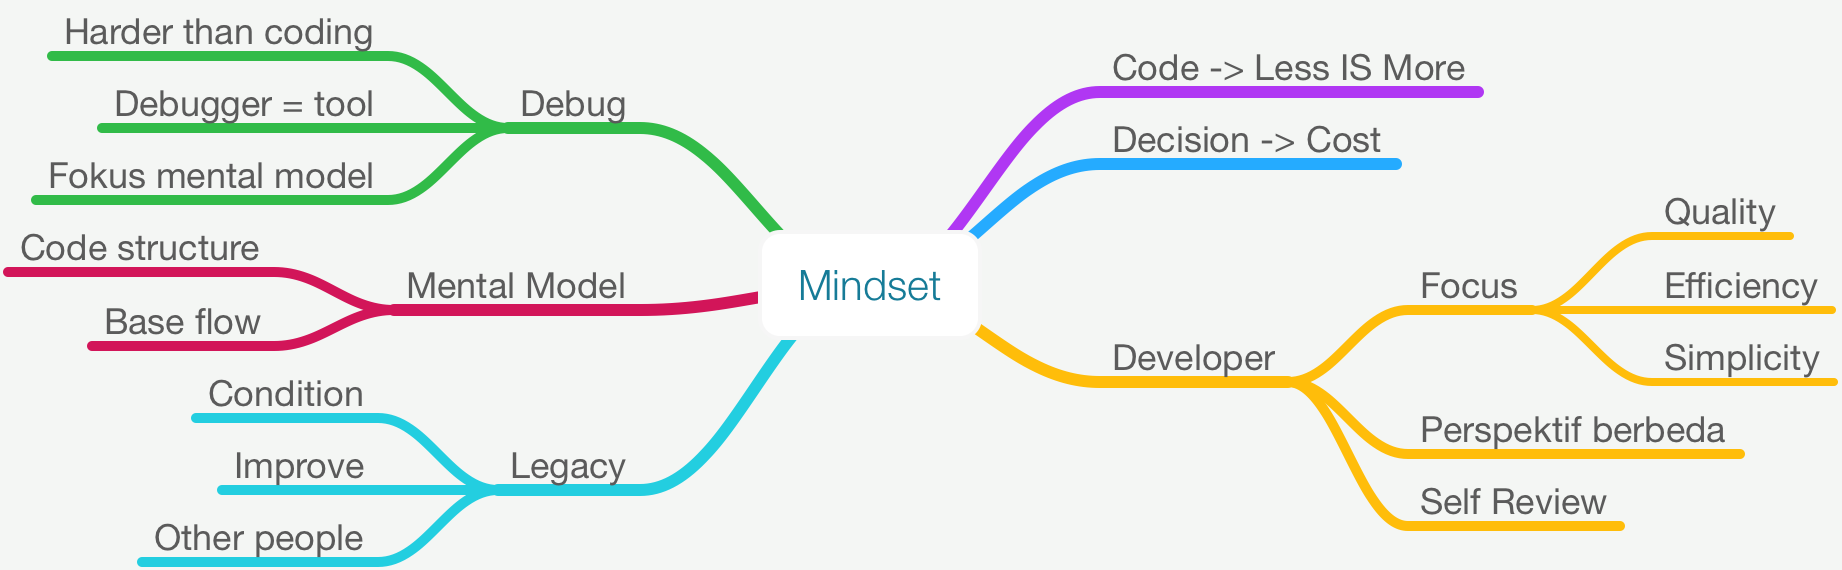 Harder than coding
Debugger = tool
Fokus mental model
Debug
Code structure
Base flow
Mental Model
Condition
Improve
Other people
Legacy
Mindset
Code -> Less IS More
Decision -> Cost
Developer
Focus
Quality
Efficiency
Simplicity
Perspektif berbeda
Self Review